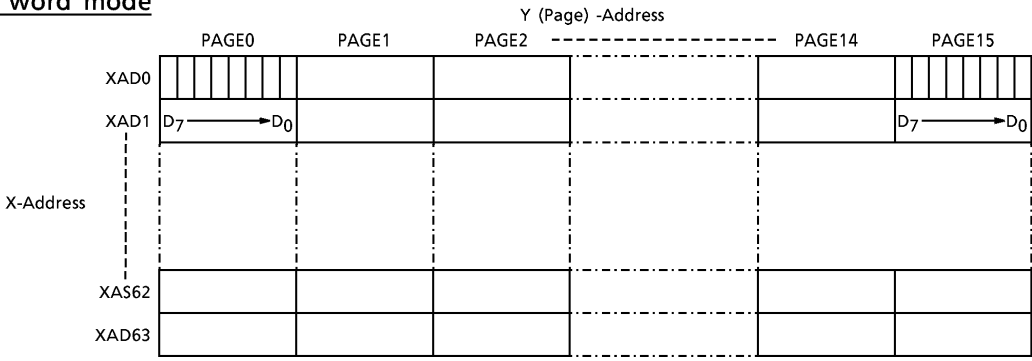 word mode
Y (Page) -Address
PAGE0 PAGE1 PAGE2 PAGE14 PAGE15
XAD0
XAD1 D7 D0 D7 D0
X-Address
XAS62
XAD63